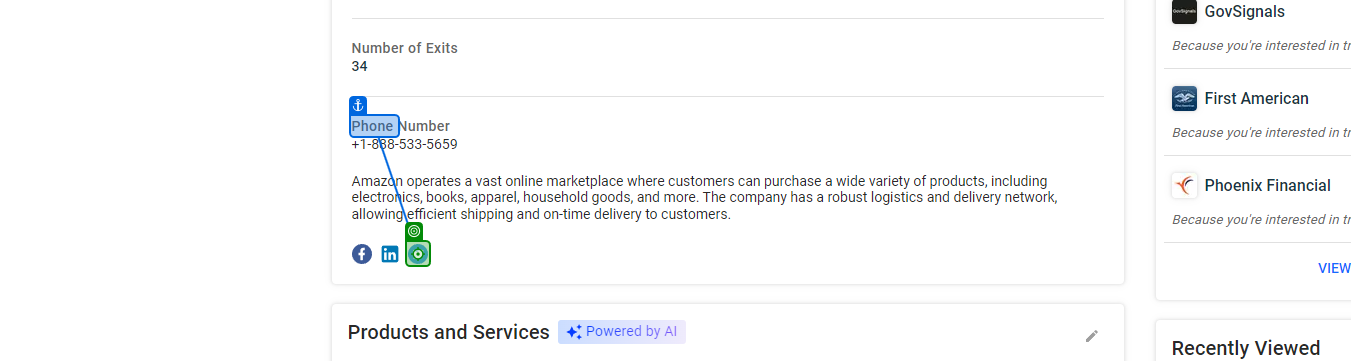 Number of Exits
34
Phone Number
+1-888-533-5659
Amazon operates a vast online marketplace where customers can purchase a wide variety of products, including
electronics, books, apparel, household goods, and more. The company has a robust logistics and delivery network,
allowing efficient shipping and on-time delivery to customers.
Products and Services
Powered by AI
GovSignals
Because you're interested in tr
First American
Because you're interested in tr
Phoenix Financial
Because you're interested in tr
VIEW
Recently Viewed